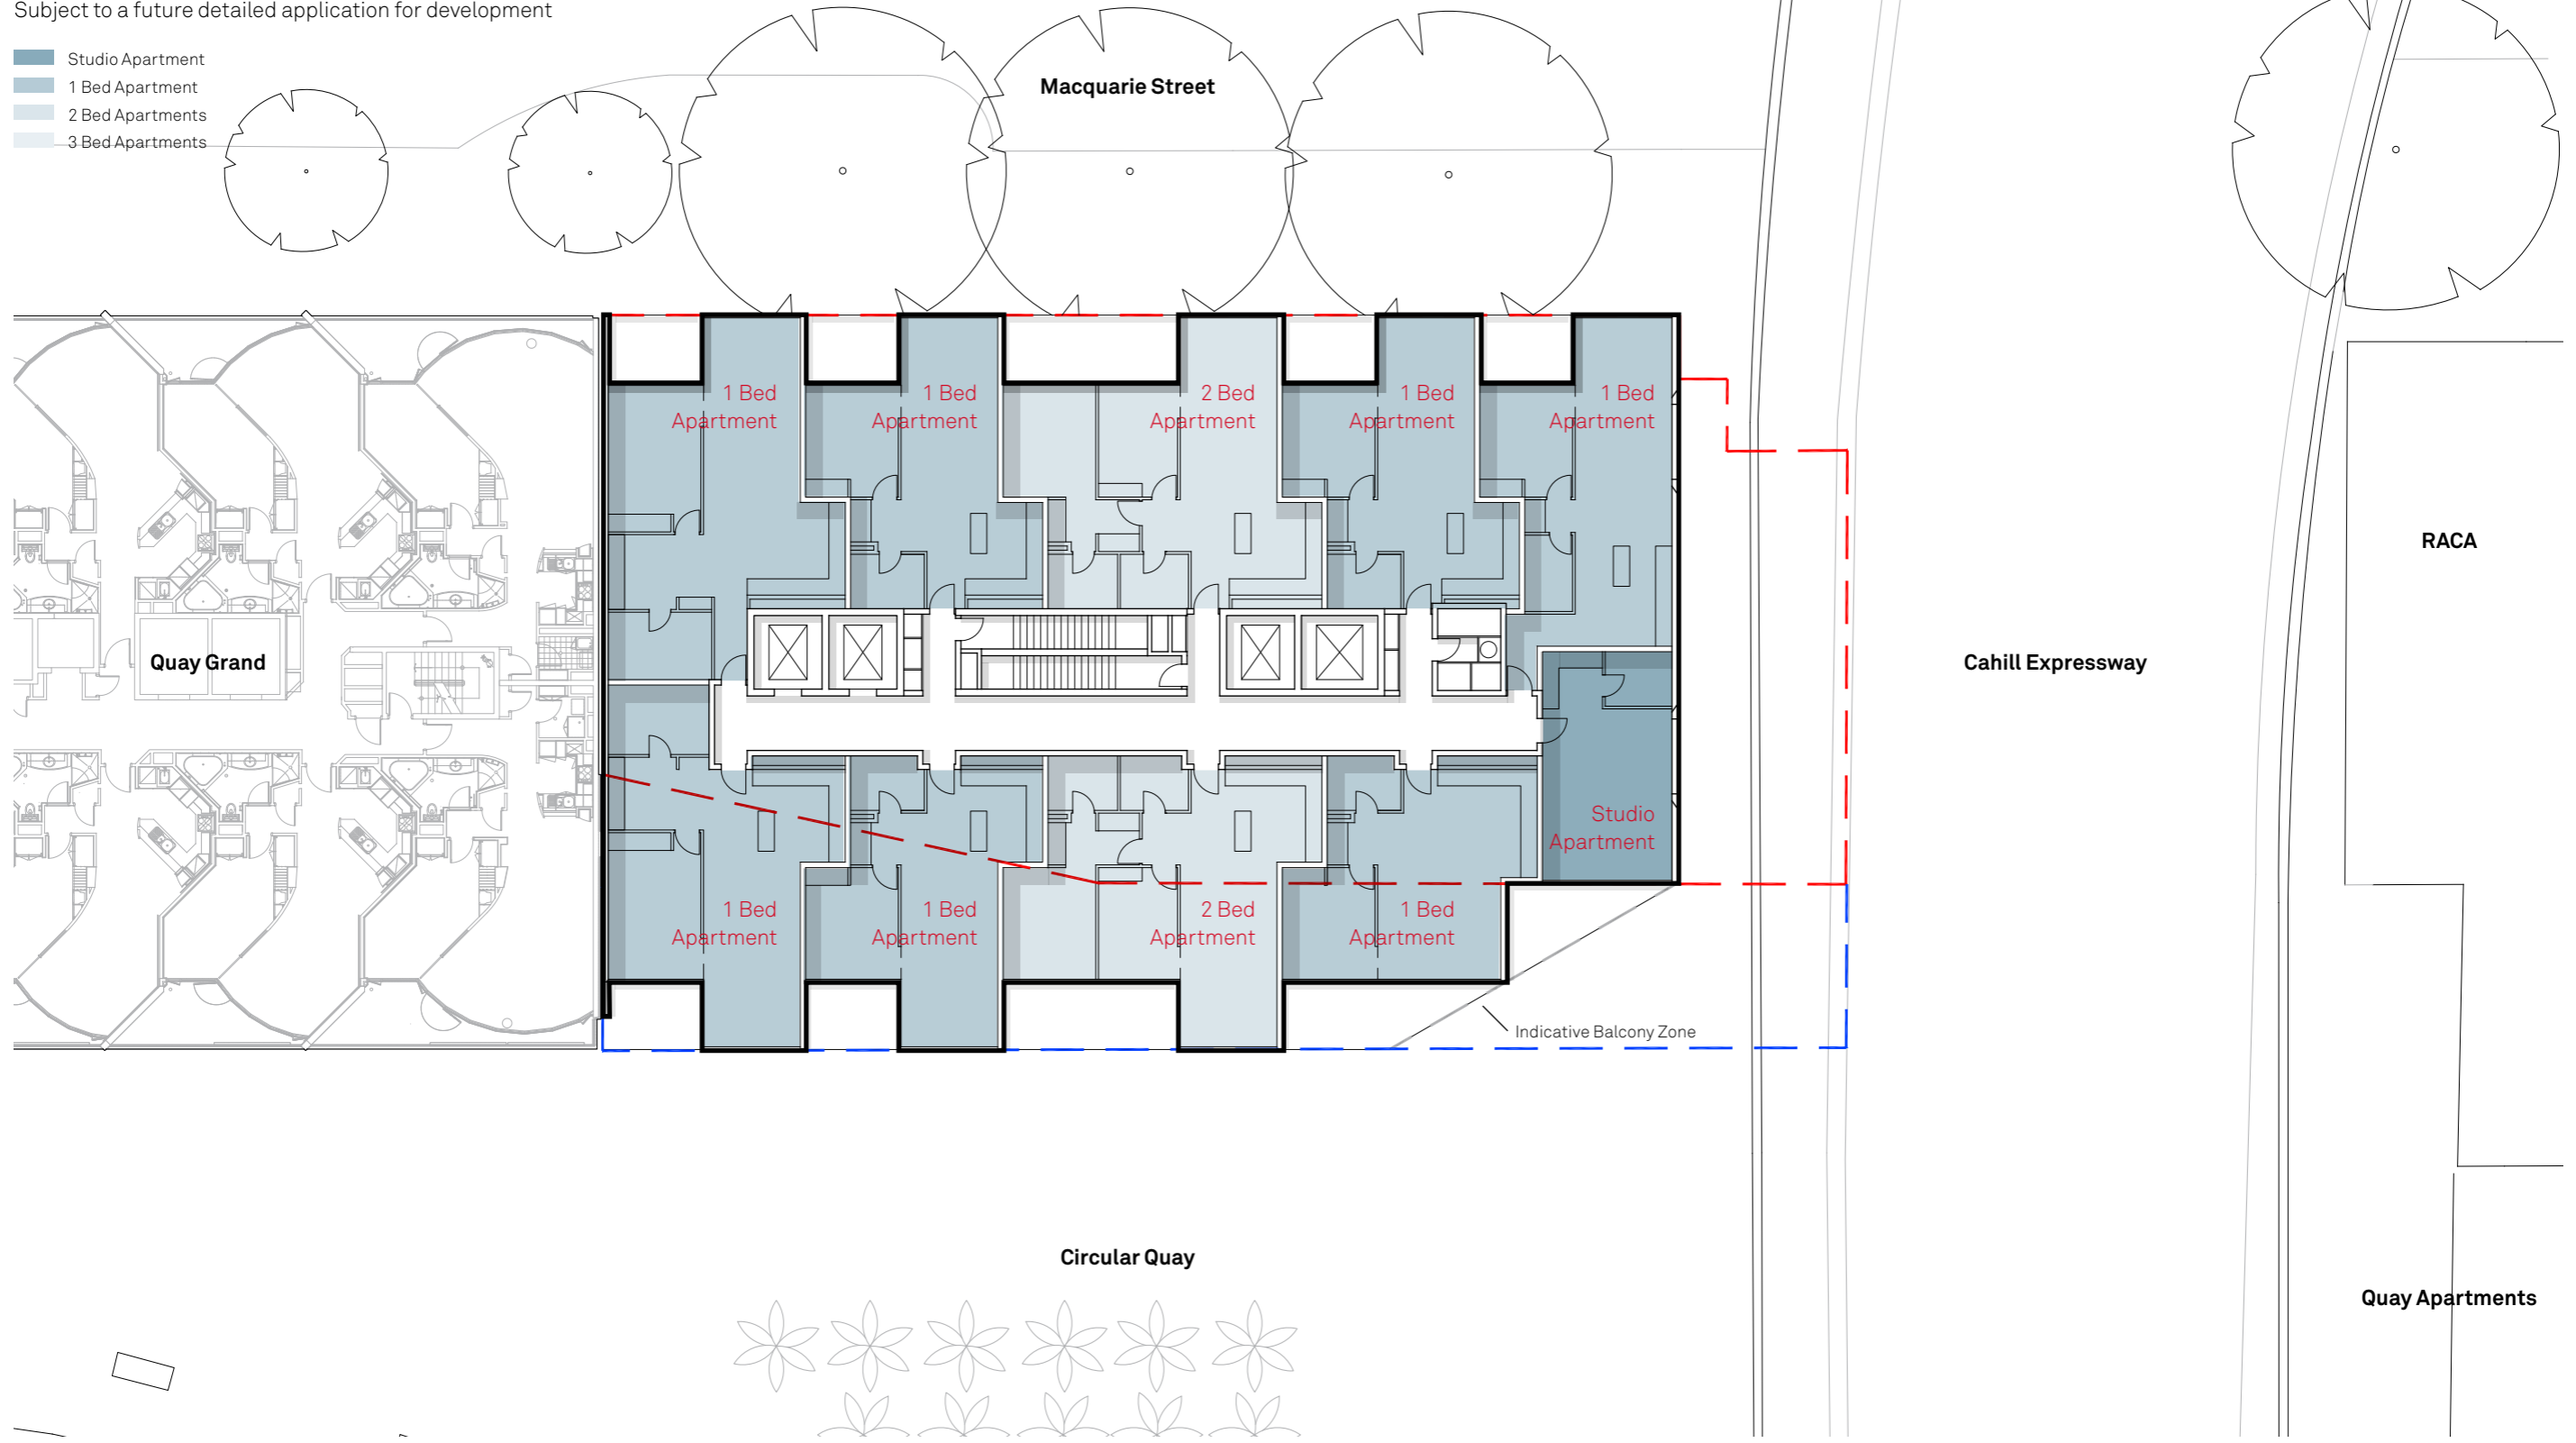 Subject to a future detailed application for development
Studio Apartment
1 Bed Apartment
2 Bed Apartments
3 Bed Apartments
Macquarie Street
1 Bed
Apartment
1 Bed
Apartment
2 Bed
Apartment
1 Bed
Apartment
1 Bed
Apartment
RACA
Quay Grand
Cahill Expressway
Studio
Apartment
1 Bed
Apartment
1 Bed
Apartment
2 Bed
Apartment
1 Bed
Apartment
Indicative Balcony Zone
Circular Quay
Quay Apartments